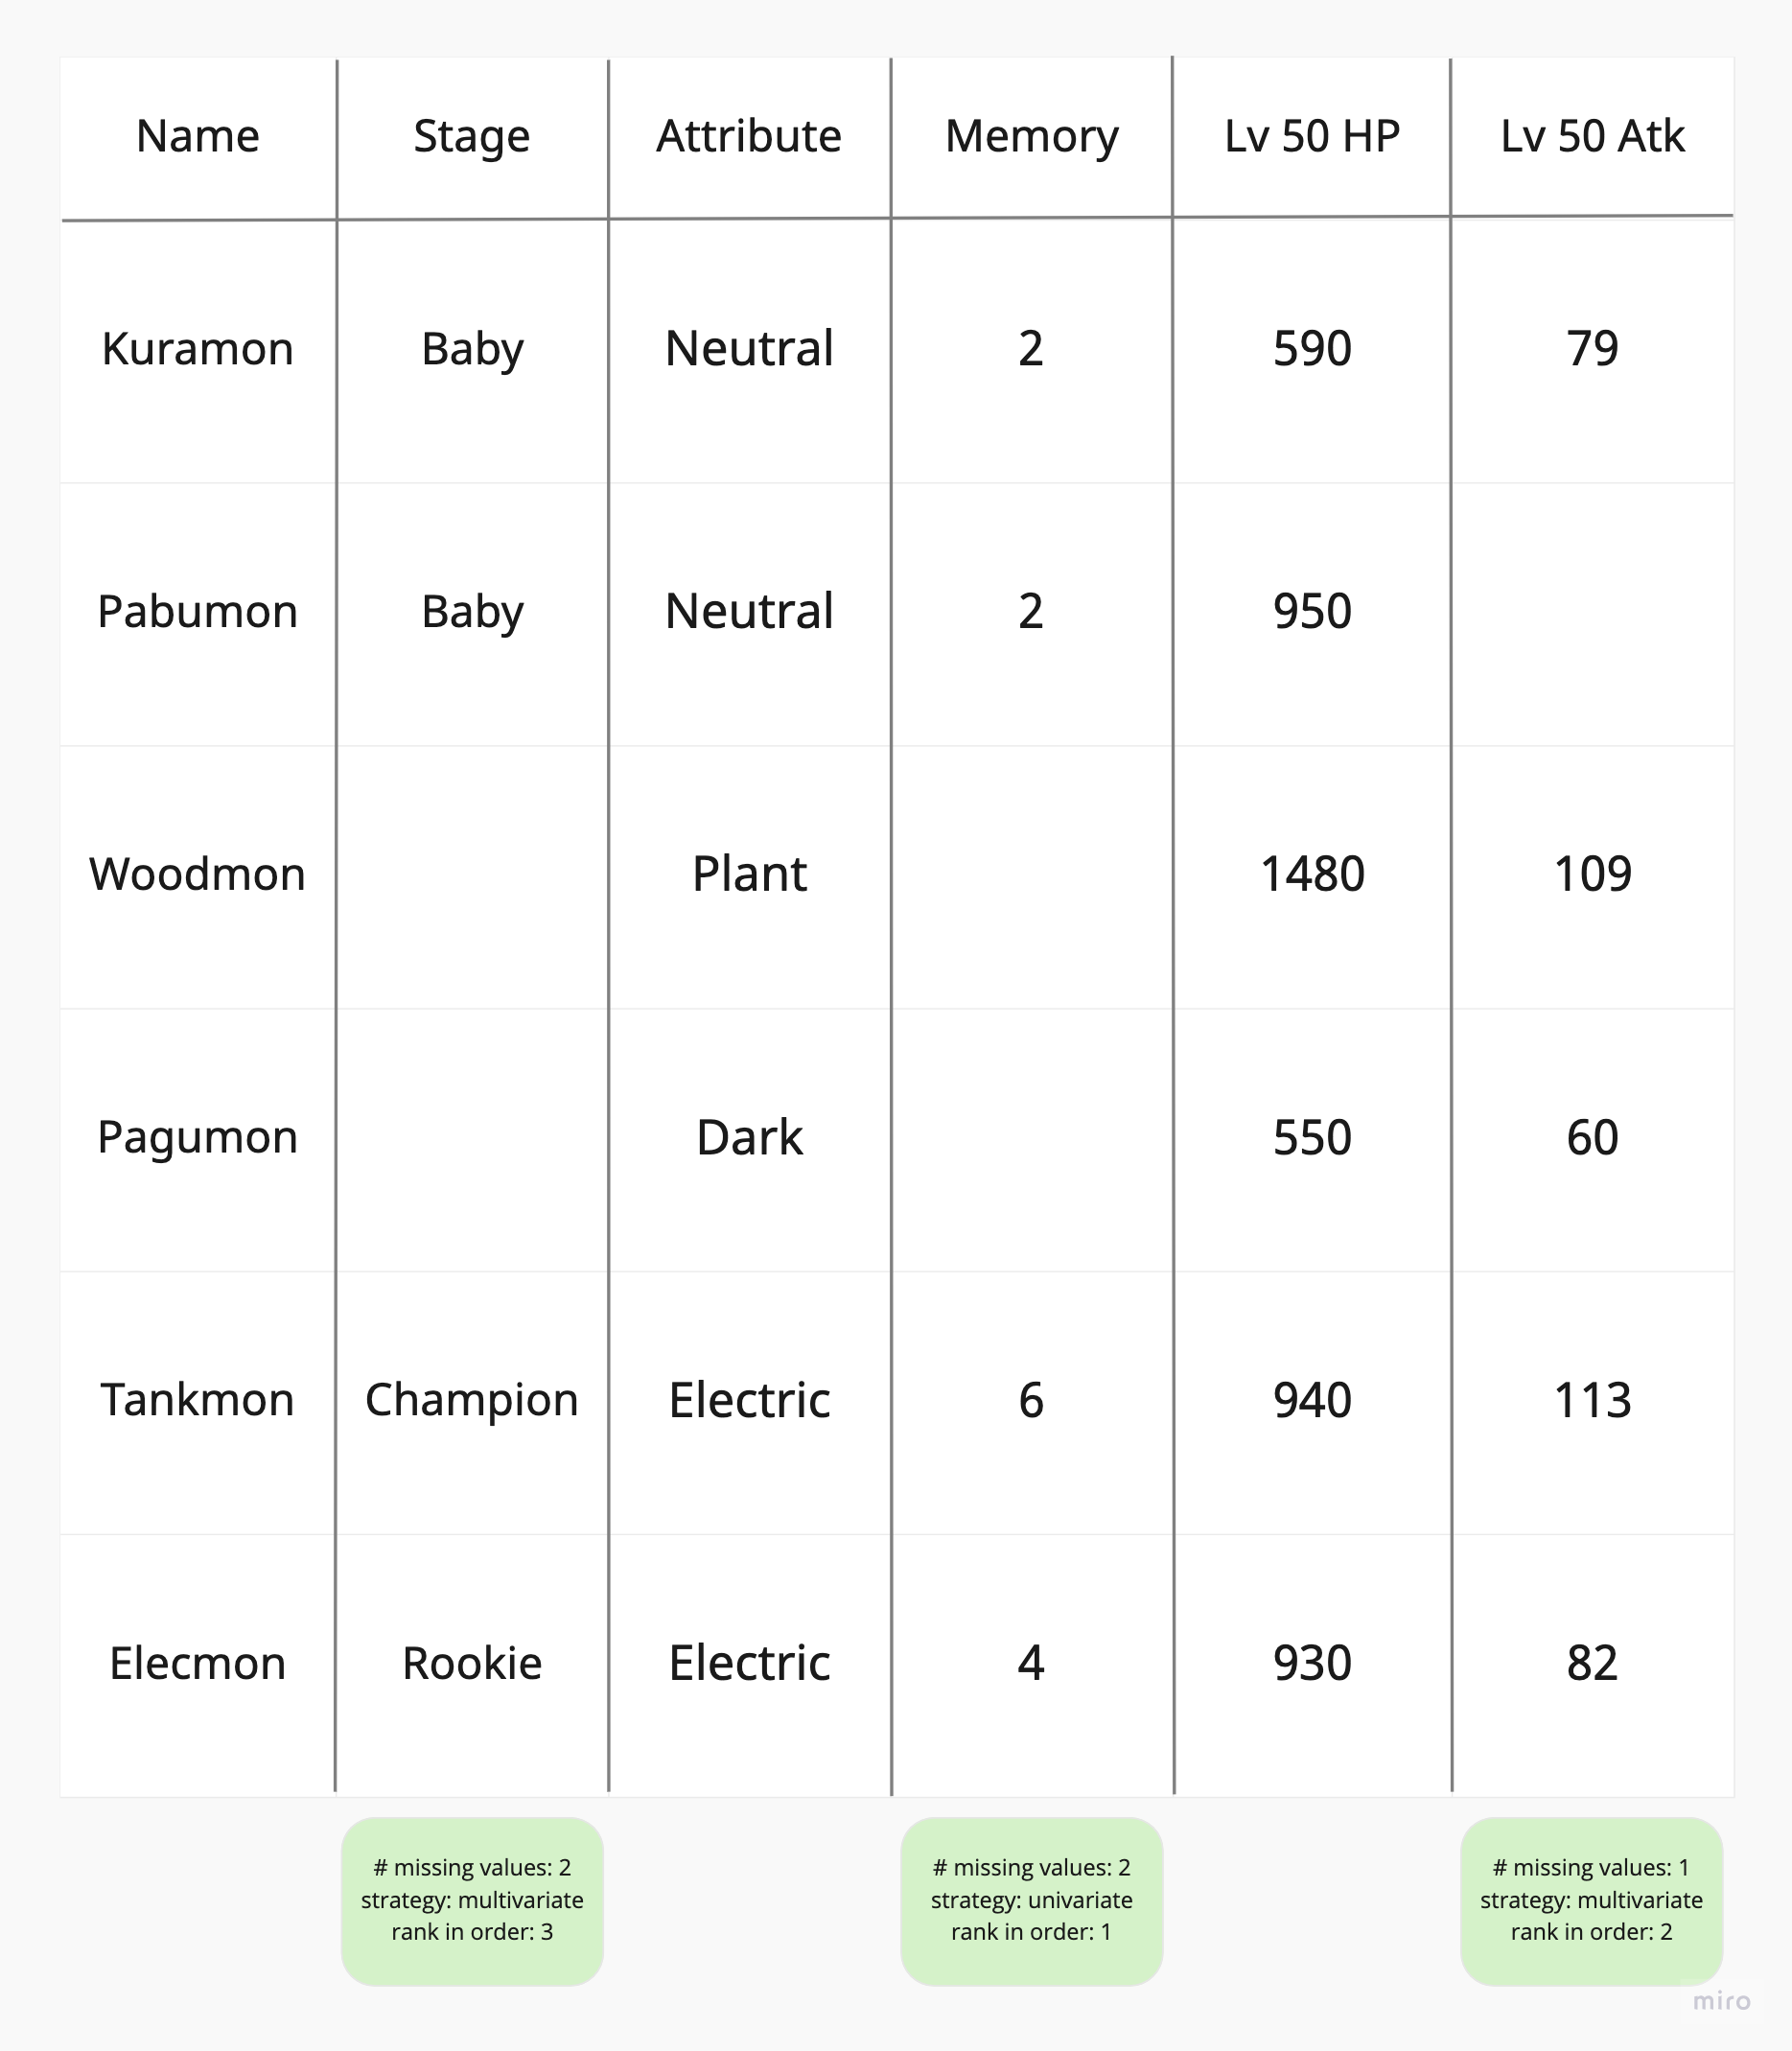 Name Stage Attribute Memory Lv 50 HP Lv 50 Atk
Kuramon Baby Neutral 2 590 79
Pabumon Baby Neutral 2 950
Woodmon Plant 1480 109
Pagumon Dark 550 60
Tankmon Champion Electric 6 940 113
Elecmon Rookie Electric 4 930 82
# missing values: 2
strategy: multivariate
rank in order: 3
# missing values: 2
strategy: univariate
rank in order: 1
# missing values: 1
strategy: multivariate
rank in order: 2
miro